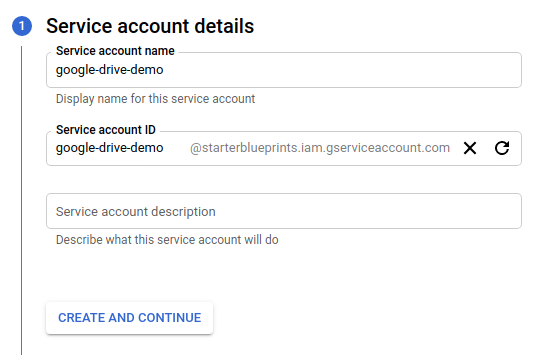 1 Service account details
Service account name
google-drive-demo
Display name for this service account
Service account ID
google-drive-demo @starterblueprints.iam.gserviceaccount.com
Service account description
Describe what this service account will do
CREATE AND CONTINUE